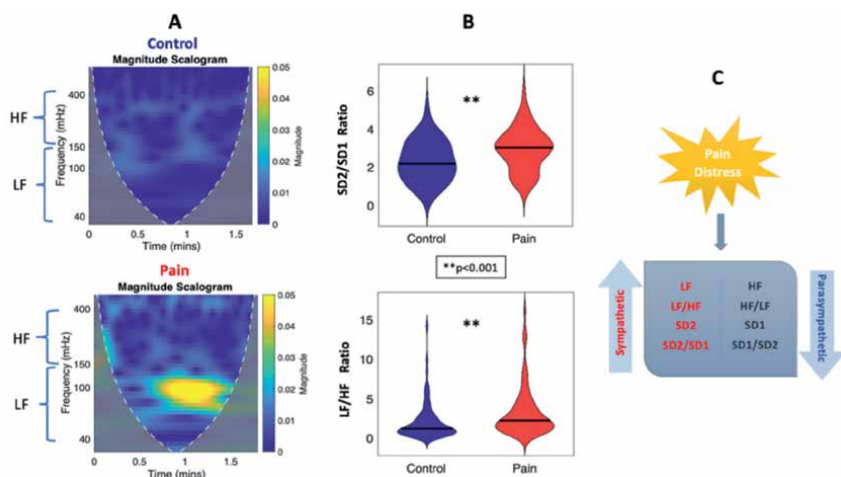 A
Control
Magnitude Scalogram
HF
LF
Frequency (mHz)
400
150
100
40
0
0.5
1
1.5
Time (mins)
0.05
0.04
0.03
0.02
0.01
0
Magnitude
Pain
Magnitude Scalogram
HF
LF
Frequency (mHz)
400
150
100
40
0
0.5
1
1.5
Time (mins)
0.05
0.04
0.03
0.02
0.01
0
Magnitude
B
SD2/SD1 Ratio
6
4
2
0
**
Control
Pain
**p<0.001
LF/HF Ratio
15
10
5
0
**
Control
Pain
C
Pain
Distress
Sympathetic
LF
HF
LF/HF
HF/LF
SD2
SD1
SD2/SD1
SD1/SD2
Parasympathetic